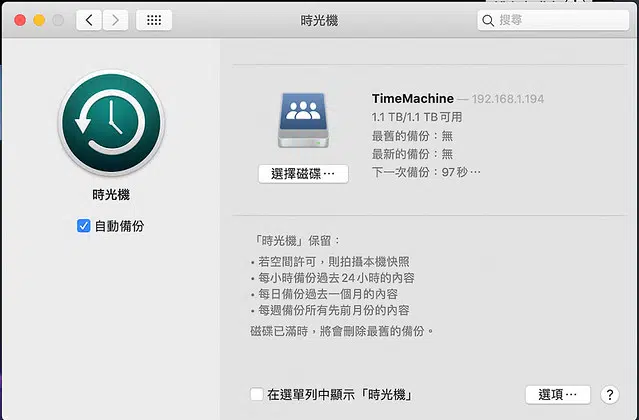 時光機
搜尋
時光機
自動備份
TimeMachine — 192.168.1.194
1.1 TB/1.1 TB可用
最舊的備份：無
最新的備份：無
下一次備份：97秒⋯
選擇磁碟⋯
「時光機」保留：
• 若空間許可，則拍攝本機快照
• 每小時備份過去24小時的內容
• 每日備份過去一個月的內容
• 每週備份所有先前月份的內容
磁碟已滿時，將會刪除最舊的備份。
在選單列中顯示「時光機」
選項⋯
?